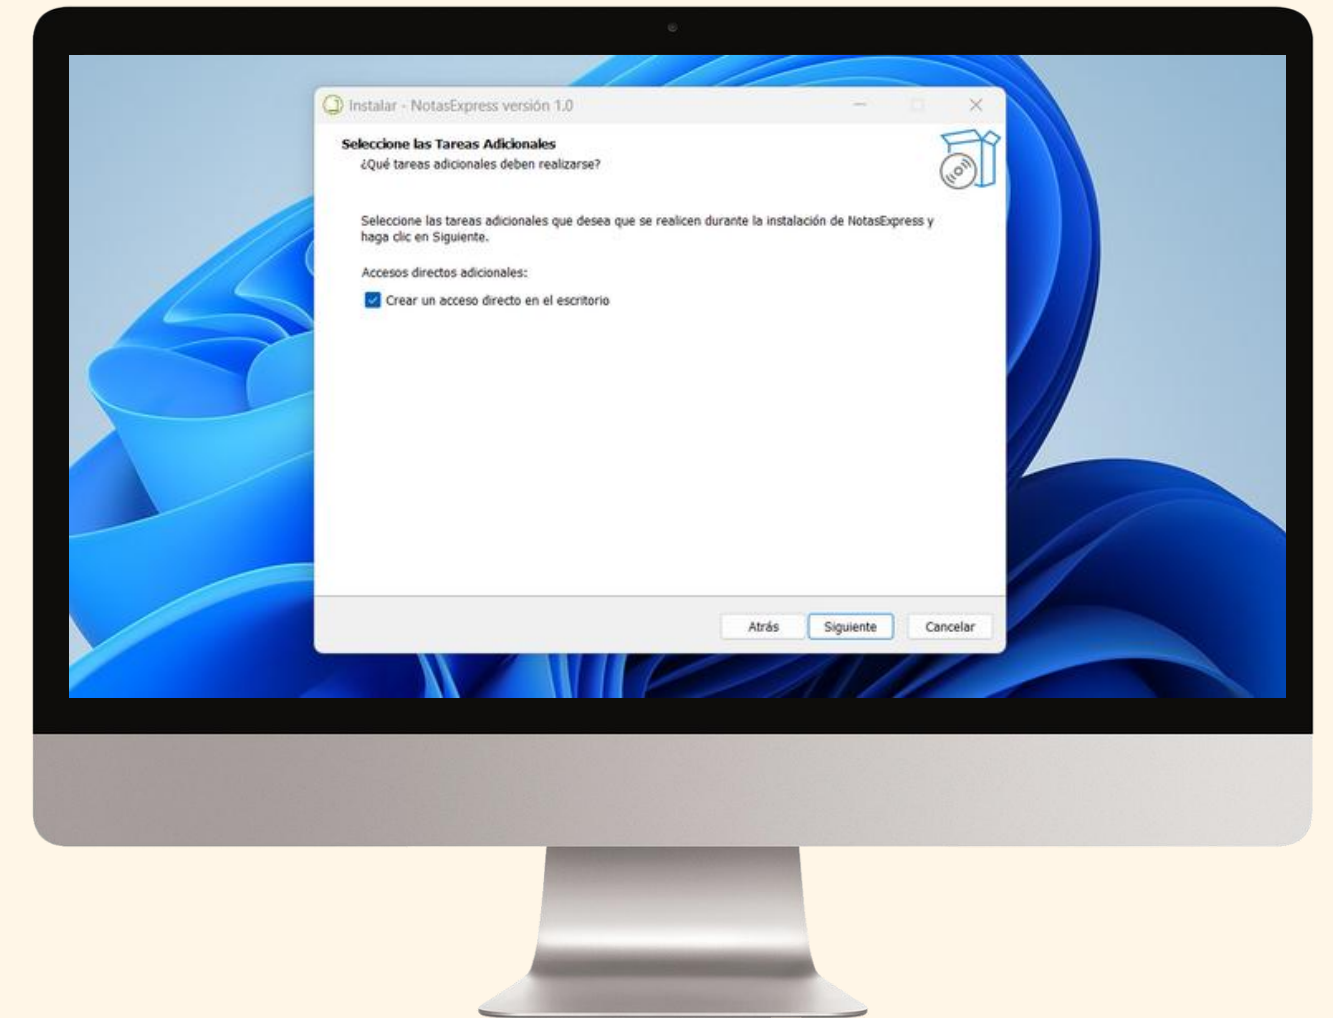 Instalar - NotasExpress versión 1.0
Seleccione las Tareas Adicionales
¿Qué tareas adicionales deben realizarse?
Seleccione las tareas adicionales que desea que se realicen durante la instalación de NotasExpress y
haga clic en Siguiente.
Accesos directos adicionales:
Crear un acceso directo en el escritorio
Atrás
Siguiente
Cancelar